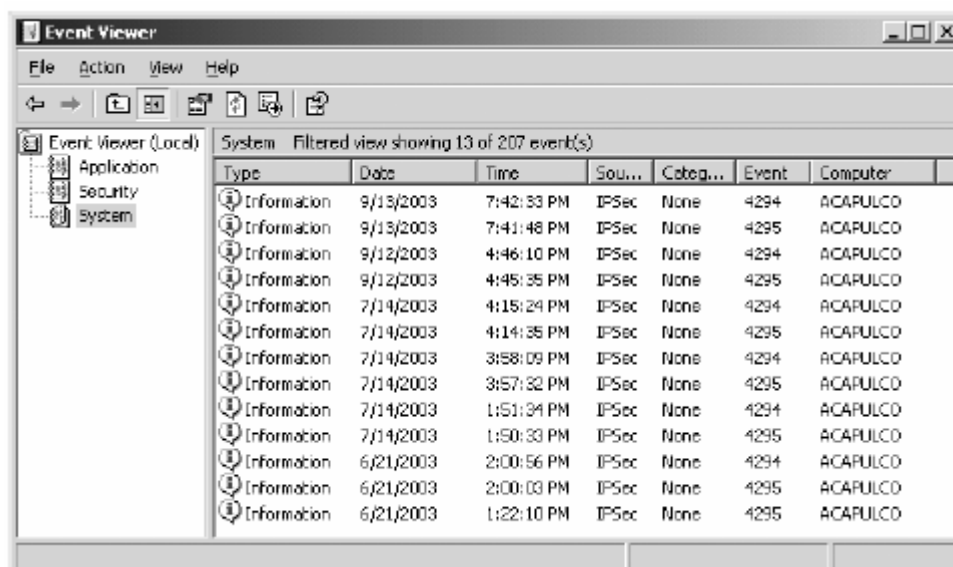 Event Viewer
File Action View Help
Event Viewer (Local)
Application
Security
System
System Filtered view showing 13 of 207 event(s)
Type Date Time Sou... Categ... Event Computer
Information 9/13/2003 7:42:33 PM IPSec None 4294 ACAPULCO
Information 9/13/2003 7:41:48 PM IPSec None 4295 ACAPULCO
Information 9/12/2003 4:46:10 PM IPSec None 4294 ACAPULCO
Information 9/12/2003 4:45:35 PM IPSec None 4295 ACAPULCO
Information 7/14/2003 4:15:24 PM IPSec None 4294 ACAPULCO
Information 7/14/2003 4:14:35 PM IPSec None 4295 ACAPULCO
Information 7/14/2003 3:58:09 PM IPSec None 4294 ACAPULCO
Information 7/14/2003 3:57:32 PM IPSec None 4295 ACAPULCO
Information 7/14/2003 1:51:34 PM IPSec None 4294 ACAPULCO
Information 7/14/2003 1:50:33 PM IPSec None 4295 ACAPULCO
Information 6/21/2003 2:00:56 PM IPSec None 4294 ACAPULCO
Information 6/21/2003 2:00:03 PM IPSec None 4295 ACAPULCO
Information 6/21/2003 1:22:10 PM IPSec None 4295 ACAPULCO